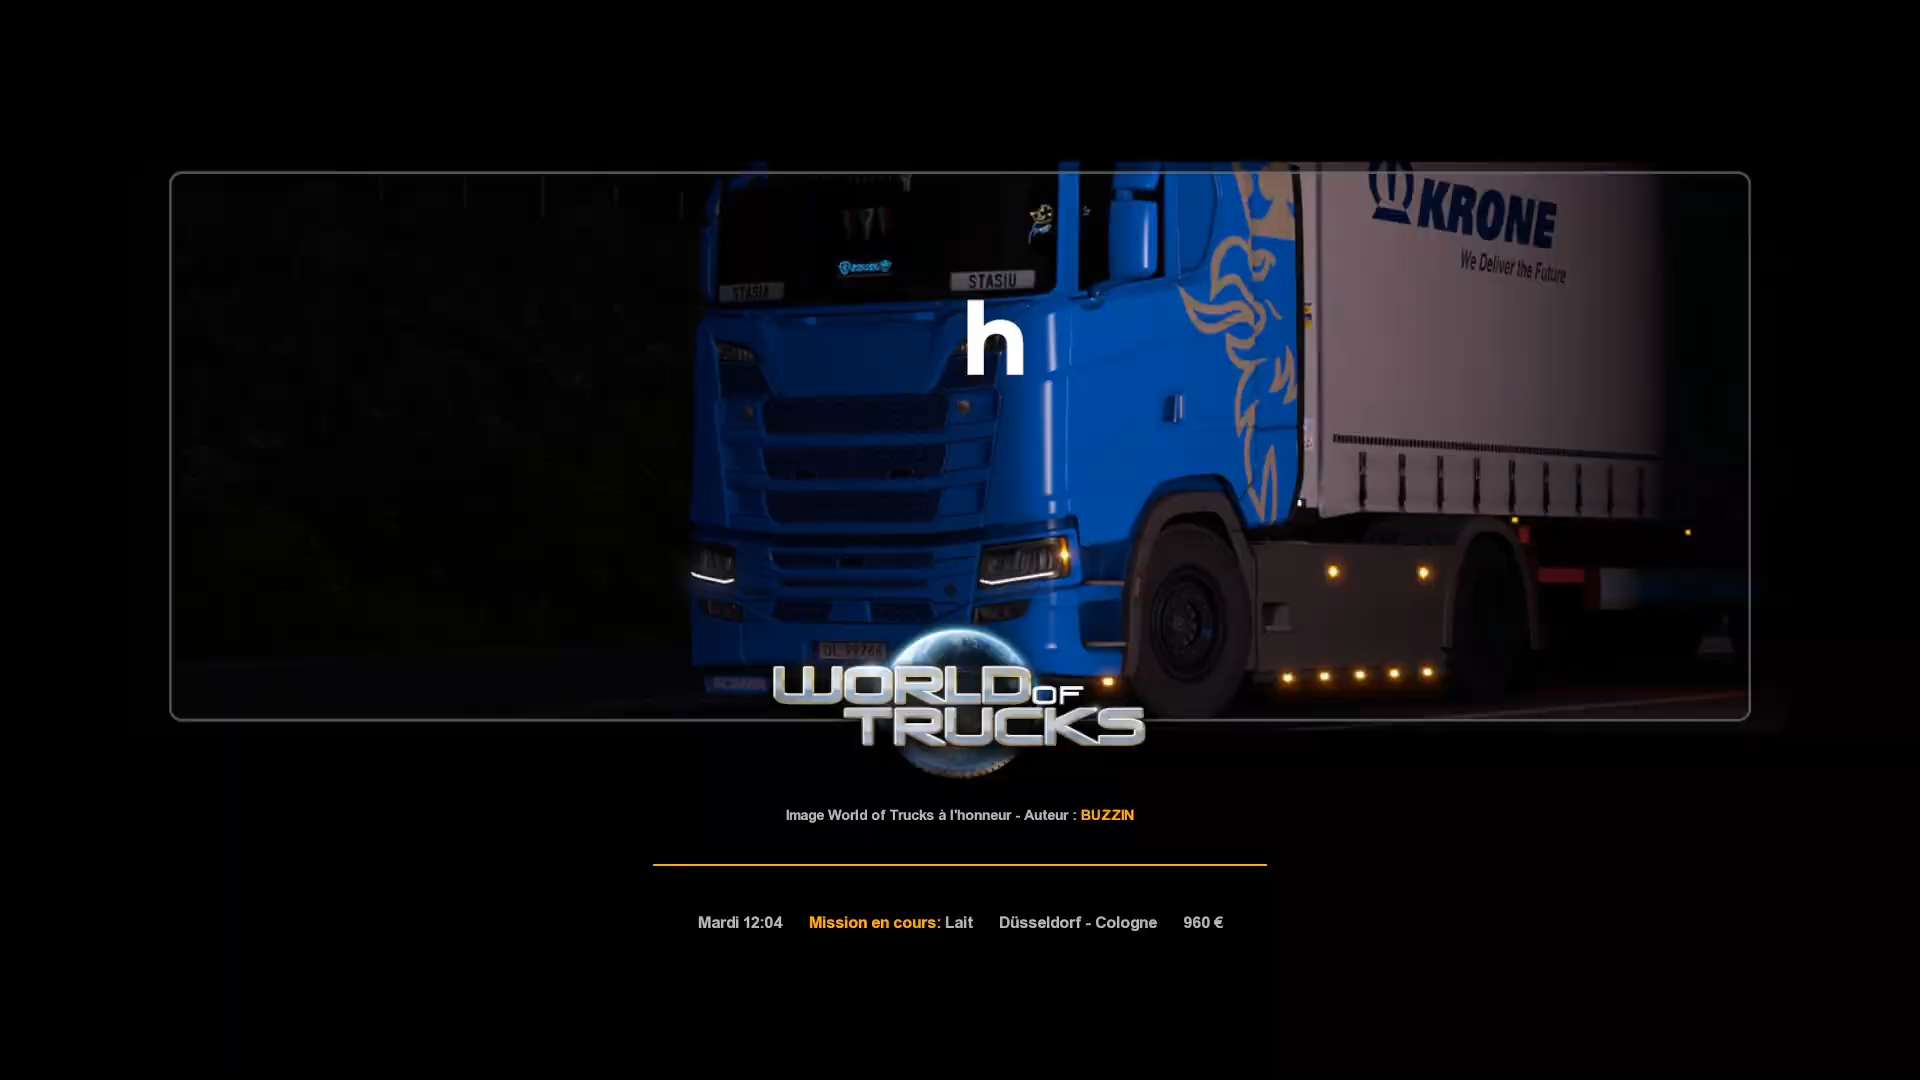 KRONE
We Deliver the Future
STASIU
h
WORLD OF
TRUCKS
Image World of Trucks à l'honneur - Auteur : BUZZIN
Mardi 12:04 Mission en cours: Lait Düsseldorf - Cologne 960 €